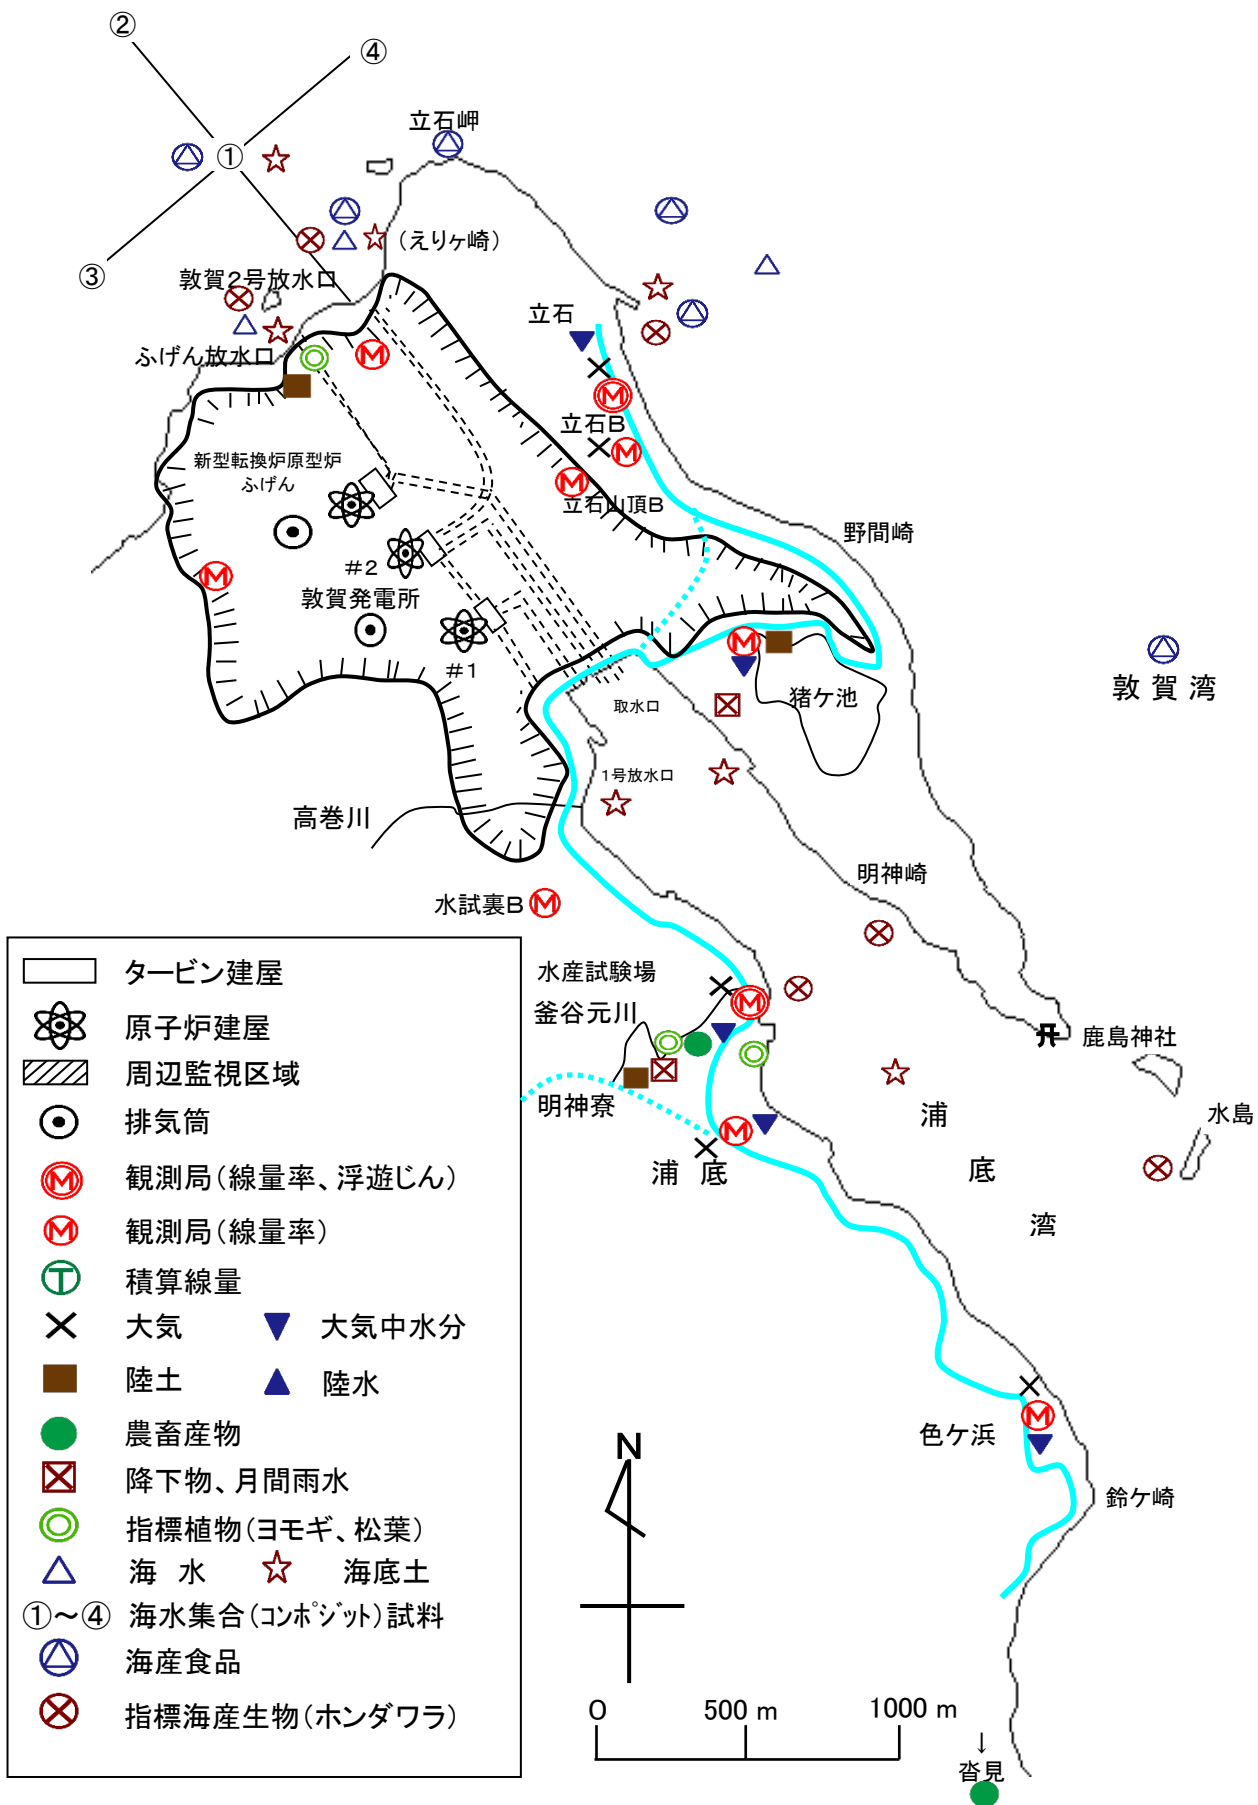 ②
④
立石岬
①
(えりヶ崎)
③
敦賀2号放水口
立石
ふげん放水口
立石B
新型転換炉原型炉
ふげん
立石山頂B
野間崎
#2
敦賀発電所
#1
敦賀湾
猪ケ池
取水口
1号放水口
高巻川
明神崎
水試裏B
水産試験場
釜谷元川
鹿島神社
明神寮
浦底湾
水島
浦底
色ケ浜
鈴ケ崎
タービン建屋
原子炉建屋
周辺監視区域
排気筒
観測局(線量率、浮遊じん)
観測局(線量率)
積算線量
大気 大気中水分
陸土 陸水
農畜産物
降下物、月間雨水
指標植物(ヨモギ、松葉)
海 水 海底土
①~④ 海水集合(コンポジット)試料
海産食品
指標海産生物(ホンダワラ)
N
O 500 m 1000 m
↓
沓見